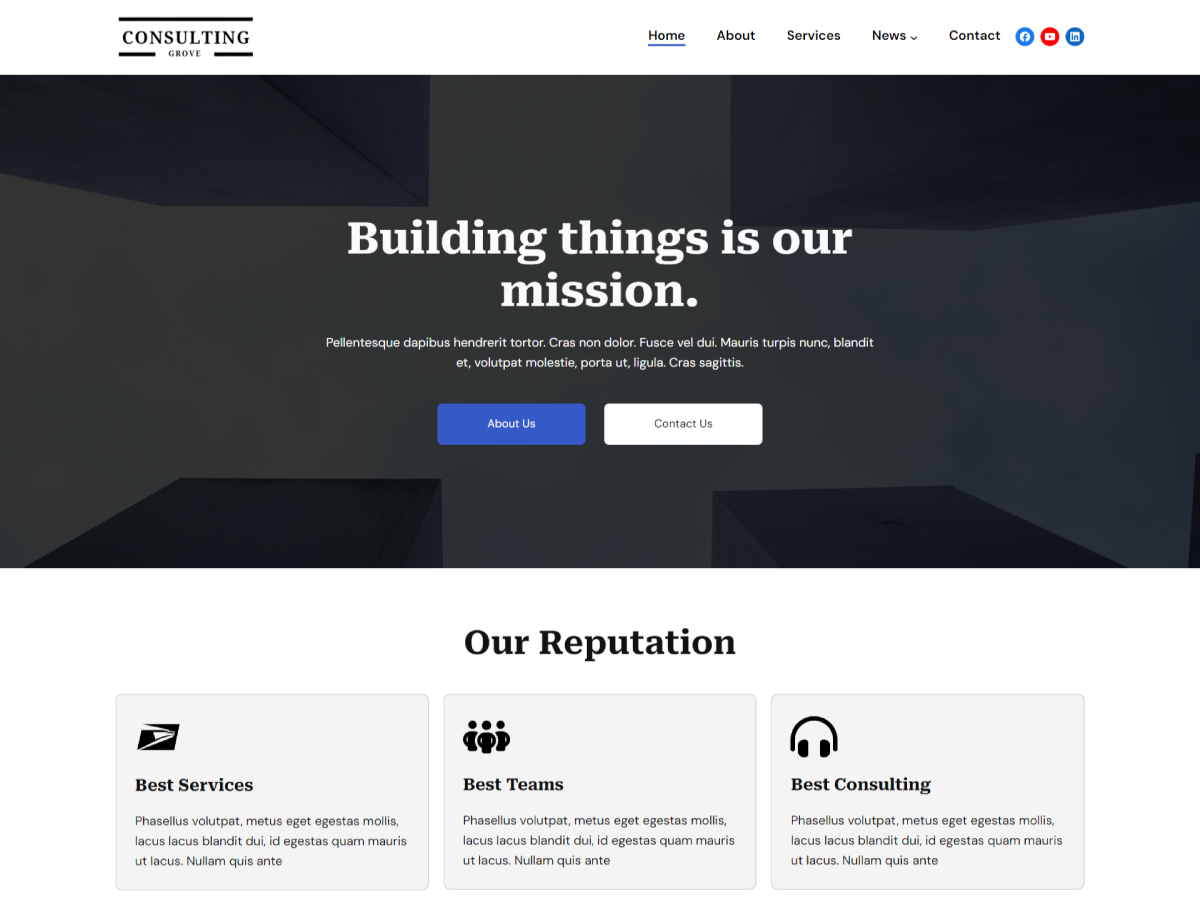 CONSULTING
GROVE
Home About Services News Contact
Building things is our
mission.
Pellentesque dapibus hendrerit tortor. Cras non dolor. Fusce vel dui. Mauris turpis nunc, blandit
et, volutpat molestie, porta ut, ligula. Cras sagittis.
About Us Contact Us
Our Reputation
Best Services
Phasellus volutpat, metus eget egestas mollis,
lacus lacus blandit dui, id egestas quam mauris
ut lacus. Nullam quis ante
Best Teams
Phasellus volutpat, metus eget egestas mollis,
lacus lacus blandit dui, id egestas quam mauris
ut lacus. Nullam quis ante
Best Consulting
Phasellus volutpat, metus eget egestas mollis,
lacus lacus blandit dui, id egestas quam mauris
ut lacus. Nullam quis ante